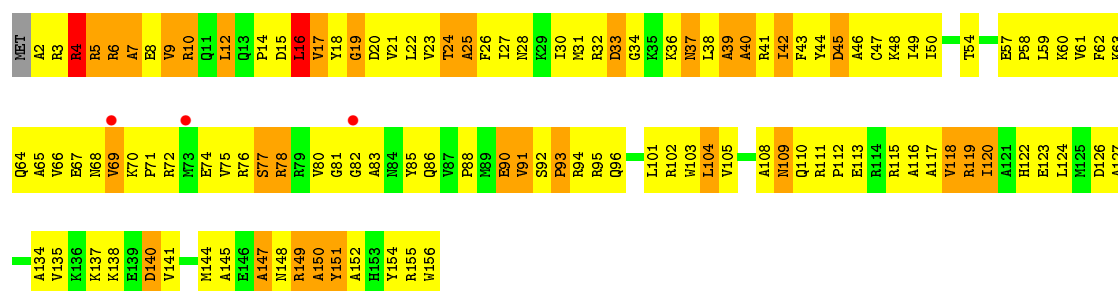 MET A2 R3 R4 R5 R6 A7 E8 V9 R10 Q11 L12 Q13 P14 D15 L16 V17 Y18 G19 D20 V21 L22 V23 T24 A25 F26 I27 N28 K29 I30 M31 R32 D33 G34 K35 K36 N37 L38 A39 A40 R41 I42 F43 Y44 D45 A46 C47 K48 I49 I50 T54 E57 P58 L59 K60 V61 F62 K63
Q64 A65 V66 E67 N68 V69 K70 P71 R72 M73 E74 V75 R76 S77 R78 R79 V80 G81 G82 A83 N84 Y85 Q86 V87 P88 M89 E90 V91 S92 P93 R94 R95 Q96 L101 R102 W103 L104 V105 A108 N109 Q110 R111 P112 E113 R114 R115 A116 A117 V118 R119 I120 A121 H122 E123 L124 M125 D126 A127
A134 V135 K136 K137 K138 E139 D140 V141 M144 A145 E146 A147 N148 R149 A150 Y151 A152 H153 Y154 R155 W156